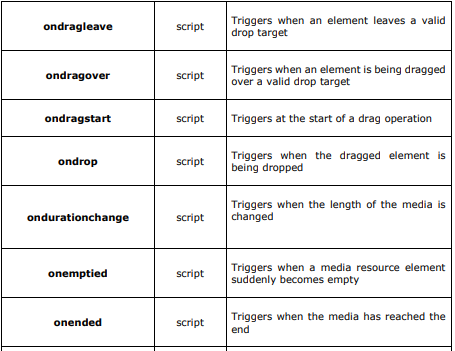 ondragleave script Triggers when an element leaves a valid
drop target
ondragover script Triggers when an element is being dragged
over a valid drop target
ondragstart script Triggers at the start of a drag operation
ondrop script Triggers when the dragged element is
being dropped
ondurationchange script Triggers when the length of the media is
changed
onemptied script Triggers when a media resource element
suddenly becomes empty
onended script Triggers when the media has reached the
end